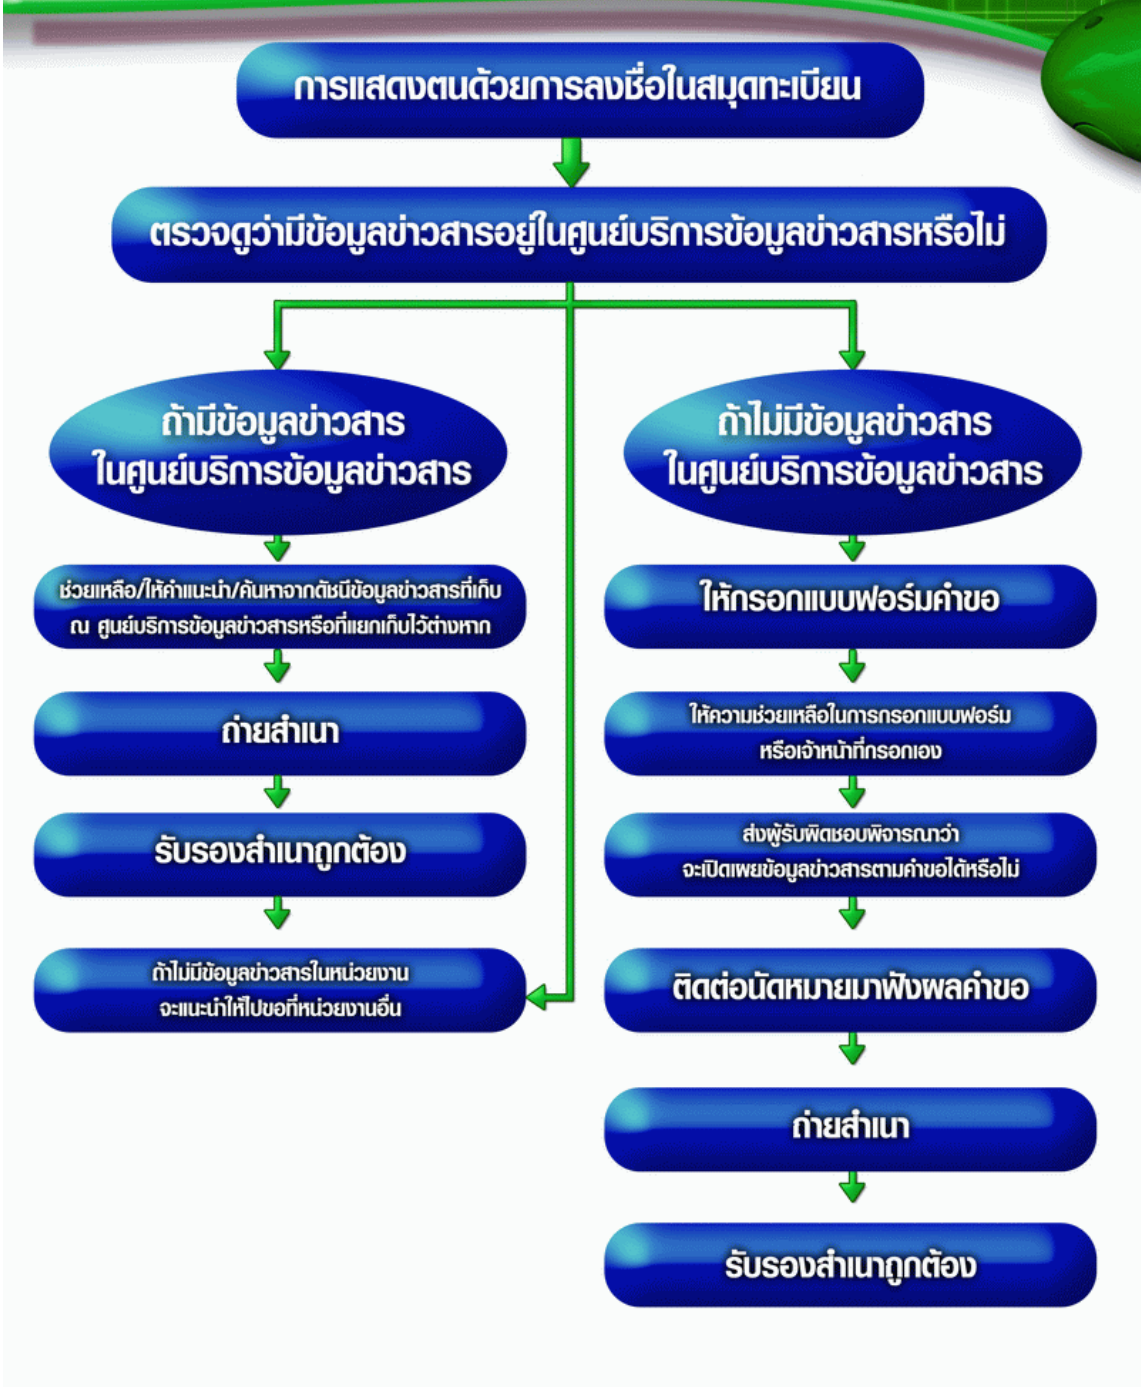 การแสดงตนด้วยการลงชื่อในสมุดทะเบียน
ตรวจดูว่ามีข้อมูลข่าวสารอยู่ในศูนย์บริการข้อมูลข่าวสารหรือไม่
ถ้ามีข้อมูลข่าวสาร
ในศูนย์บริการข้อมูลข่าวสาร
ช่วยเหลือ/ให้คำแนะนำ/ค้นหาจากดัชนีข้อมูลข่าวสารที่เก็บ
ณ ศูนย์บริการข้อมูลข่าวสารหรือที่แยกเก็บไว้ต่างหาก
ถ่ายสำเนา
รับรองสำเนาถูกต้อง
ถ้าไม่มีข้อมูลข่าวสารในหน่วยงาน
จะแนะนำให้ไปขอที่หน่วยงานอื่น
ถ้าไม่มีข้อมูลข่าวสาร
ในศูนย์บริการข้อมูลข่าวสาร
ให้กรอกแบบฟอร์มคำขอ
ให้ความช่วยเหลือในการกรอกแบบฟอร์ม
หรือเจ้าหน้าที่กรอกเอง
ส่งผู้รับผิดชอบพิจารณาว่า
จะเปิดเผยข้อมูลข่าวสารตามคำขอได้หรือไม่
ติดต่อนัดหมายมาฟังผลคำขอ
ถ่ายสำเนา
รับรองสำเนาถูกต้อง